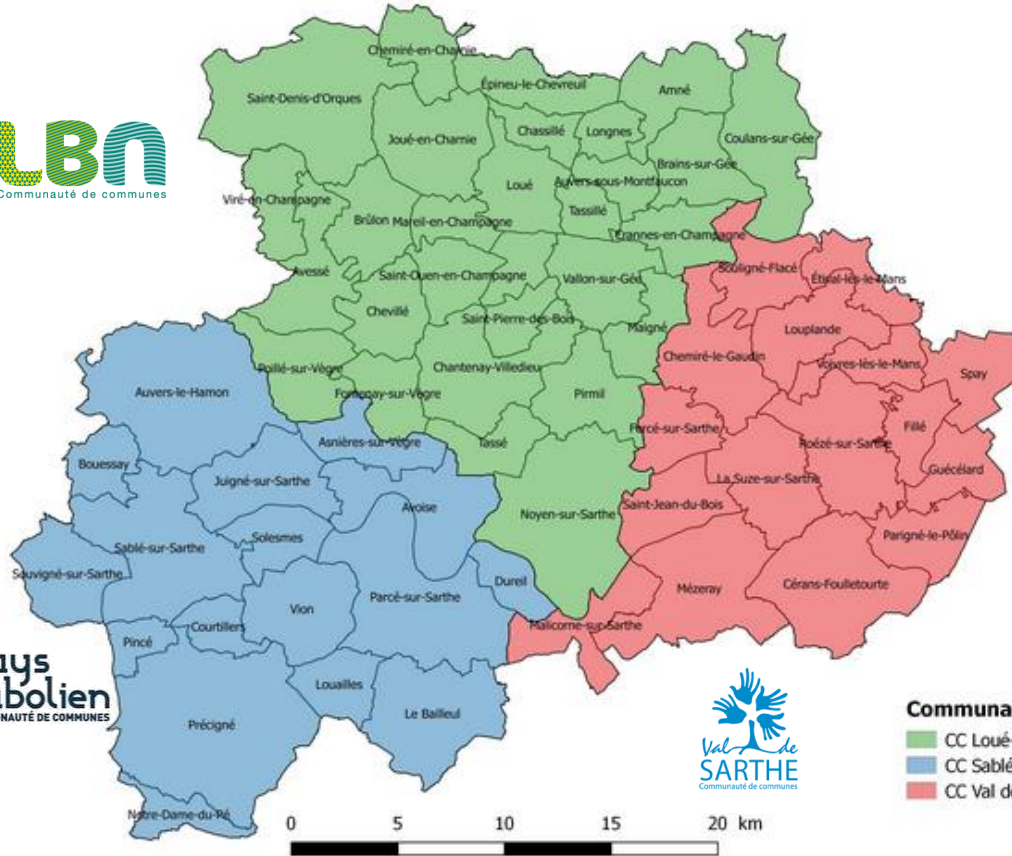 Chemiré-en-Charnie
Saint-Denis-d'Orques
Épineu-le-Chevreuil
Amné
Joué-en-Charnie
Chassillé
Longnes
Coulans-sur-Gée
LBN
Communauté de communes
Brains-sur-Gée
Loué
Auvers-sous-Montfaucon
Viré-en-Champagne
Tassillé
Brûlon
Mareil-en-Champagne
Crannes-en-Champagne
Avessé
Saint-Ouen-en-Champagne
Vallon-sur-Gée
Souligné-Flacé
Étival-lès-le-Mans
Chevillé
Saint-Pierre-des-Bois
Maigné
Louplande
Chemiré-le-Gaudin
Voivres-lès-le-Mans
Poillé-sur-Vègre
Chantenay-Villedieu
Spay
Auvers-le-Hamon
Fontenay-sur-Vègre
Pirmil
Fercé-sur-Sarthe
Fillé
Asnières-sur-Vègre
Tassé
Roézé-sur-Sarthe
Bouessay
Guécélard
Juigné-sur-Sarthe
La Suze-sur-Sarthe
Avoise
Noyen-sur-Sarthe
Saint-Jean-du-Bois
Solesmes
Parigné-le-Pôlin
Sablé-sur-Sarthe
Souvigné-sur-Sarthe
Dureil
Mézeray
Cérans-Foulletourte
Parcé-sur-Sarthe
Vion
Courtillers
Malicorne-sur-Sarthe
Pincé
ays
bolien
NAUTÉ DE COMMUNES
Louailles
Le Bailleul
Précigné
Val de
SARTHE
Communauté de communes
Communa
CC Loué-
CC Sablé
CC Val de
Notre-Dame-du-Pé
0 5 10 15 20 km